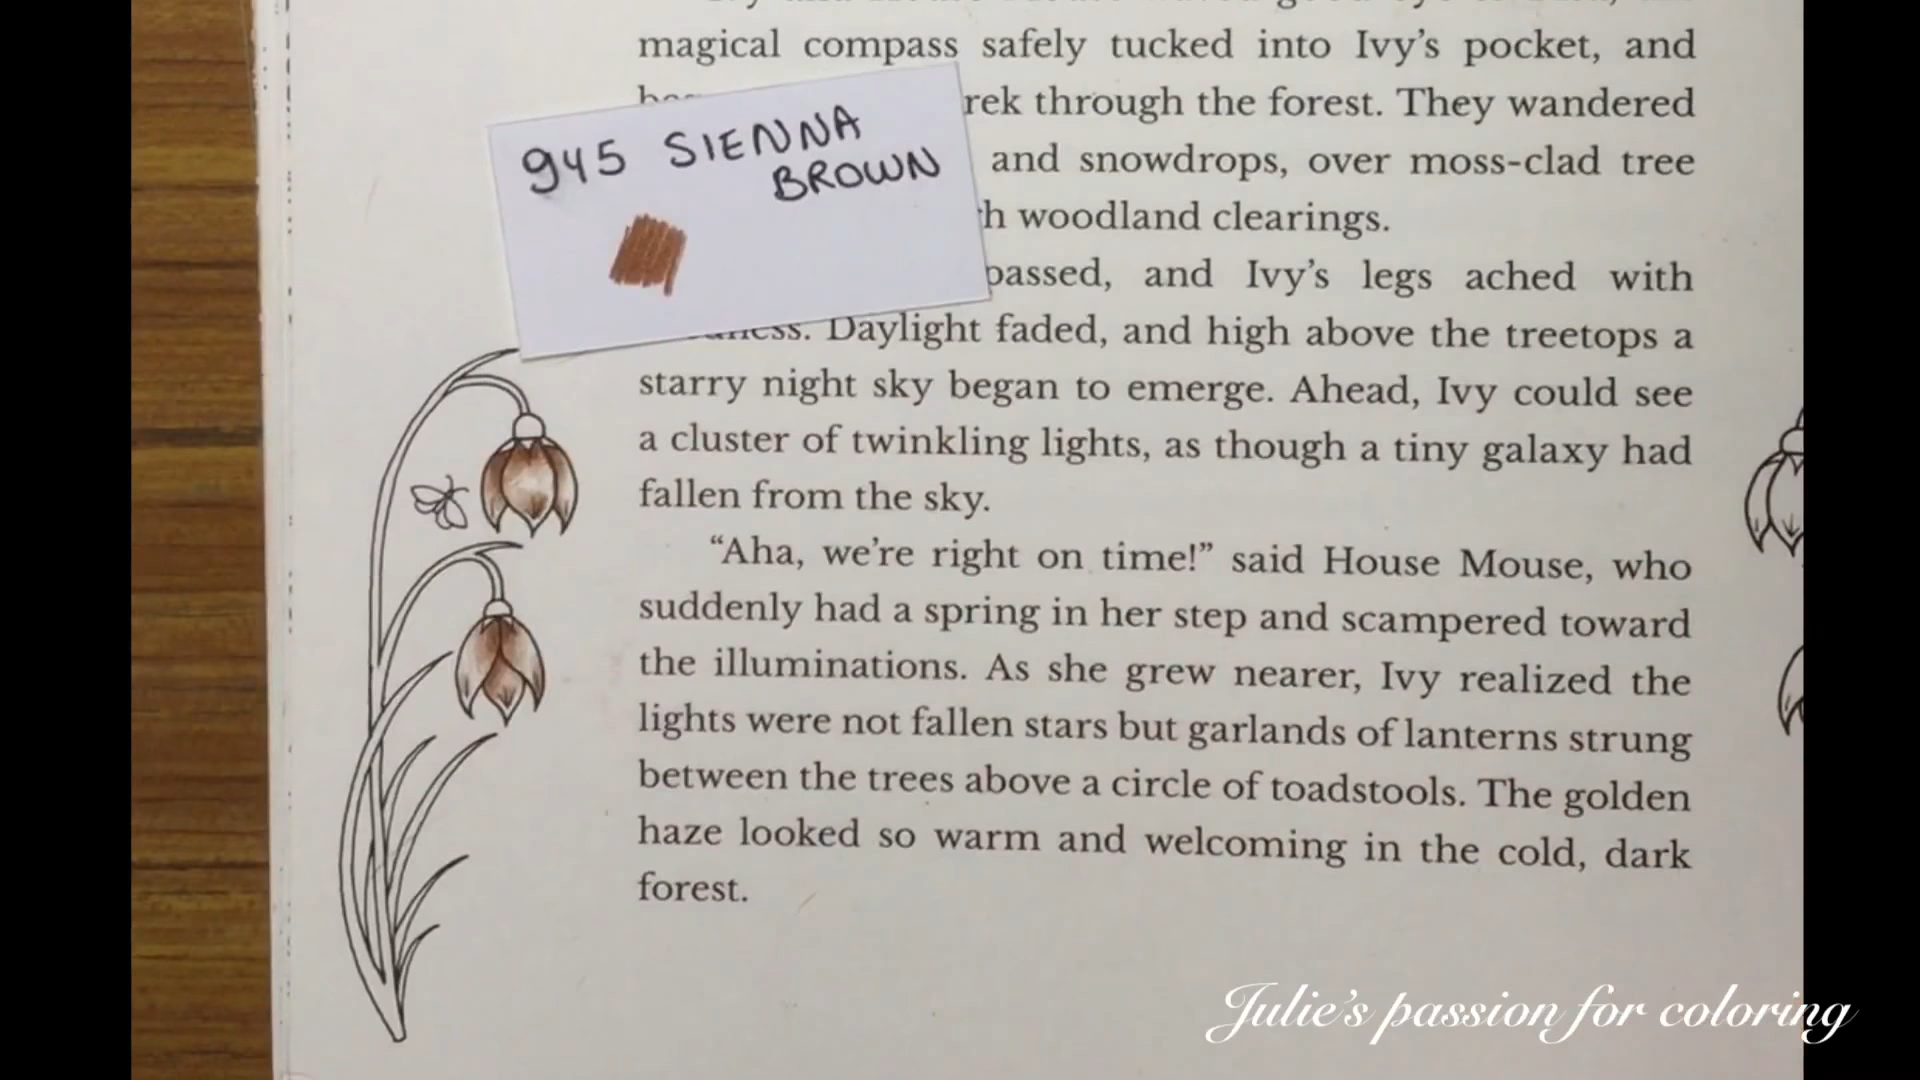 magical compass safely tucked into Ivy's pocket, and
through the forest. They wandered
and snowdrops, over moss-clad tree
woodland clearings.
passed, and Ivy's legs ached with
Daylight faded, and high above the treetops a
starry night sky began to emerge. Ahead, Ivy could see
a cluster of twinkling lights, as though a tiny galaxy had
fallen from the sky.
“Aha, we're right on time!” said House Mouse, who
suddenly had a spring in her step and scampered toward
the illuminations. As she grew nearer, Ivy realized the
lights were not fallen stars but garlands of lanterns strung
between the trees above a circle of toadstools. The golden
haze looked so warm and welcoming in the cold, dark
forest.
945 SIENNA
BROWN
Julie's passion for coloring